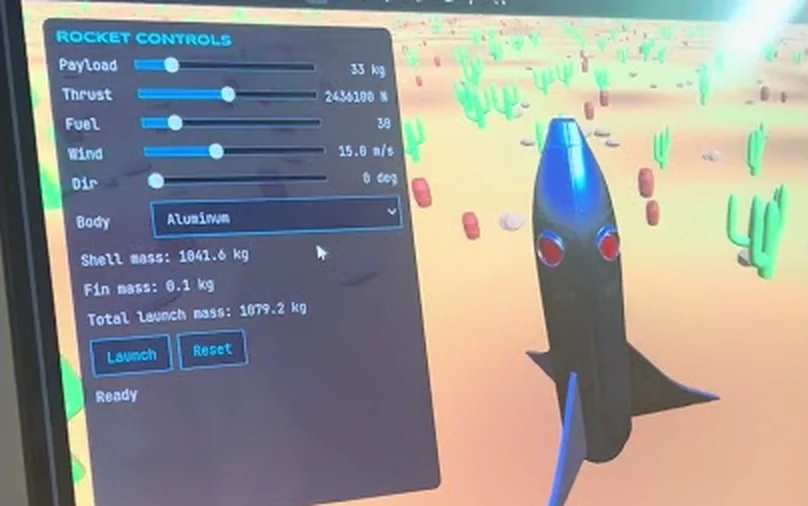 ROCKET CONTROLS
Payload 33 kg
Thrust 2436100 N
Fuel 30
Wind 15.0 m/s
Dir 0 deg
Body Aluminum
Shell mass: 1041.6 kg
Fin mass: 0.1 kg
Total launch mass: 1079.2 kg
Launch Reset
Ready